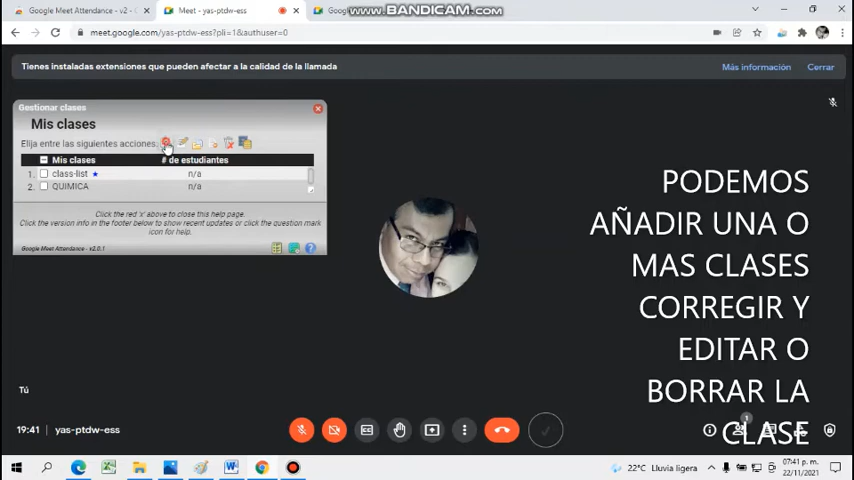 Google Meet Attendance - v2 - C
Meet - yas-ptdw-ess
Goog
WWW.BANDICAM.COM
meet.google.com/yas-ptdw-ess?pli=1&authuser=0
Tienes instaladas extensiones que pueden afectar a la calidad de la llamada
Más información
Cerrar
Gestionar clases
Mis clases
Elija entre las siguientes acciones:
Mis clases # de estudiantes
1. class-list n/a
2. QUIMICA n/a
Click the red 'x' above to close this help page.
Click the version info in the footer below to show recent updates or click the question mark
icon for help.
Google Meet Attendance - v2.0.1
PODEMOS
AÑADIR UNA O
MAS CLASES
CORREGIR Y
EDITAR O
BORRAR LA
CLASE
Tú
19:41 yas-ptdw-ess
1
22°C Lluvia ligera
07:41 p. m.
22/11/2021